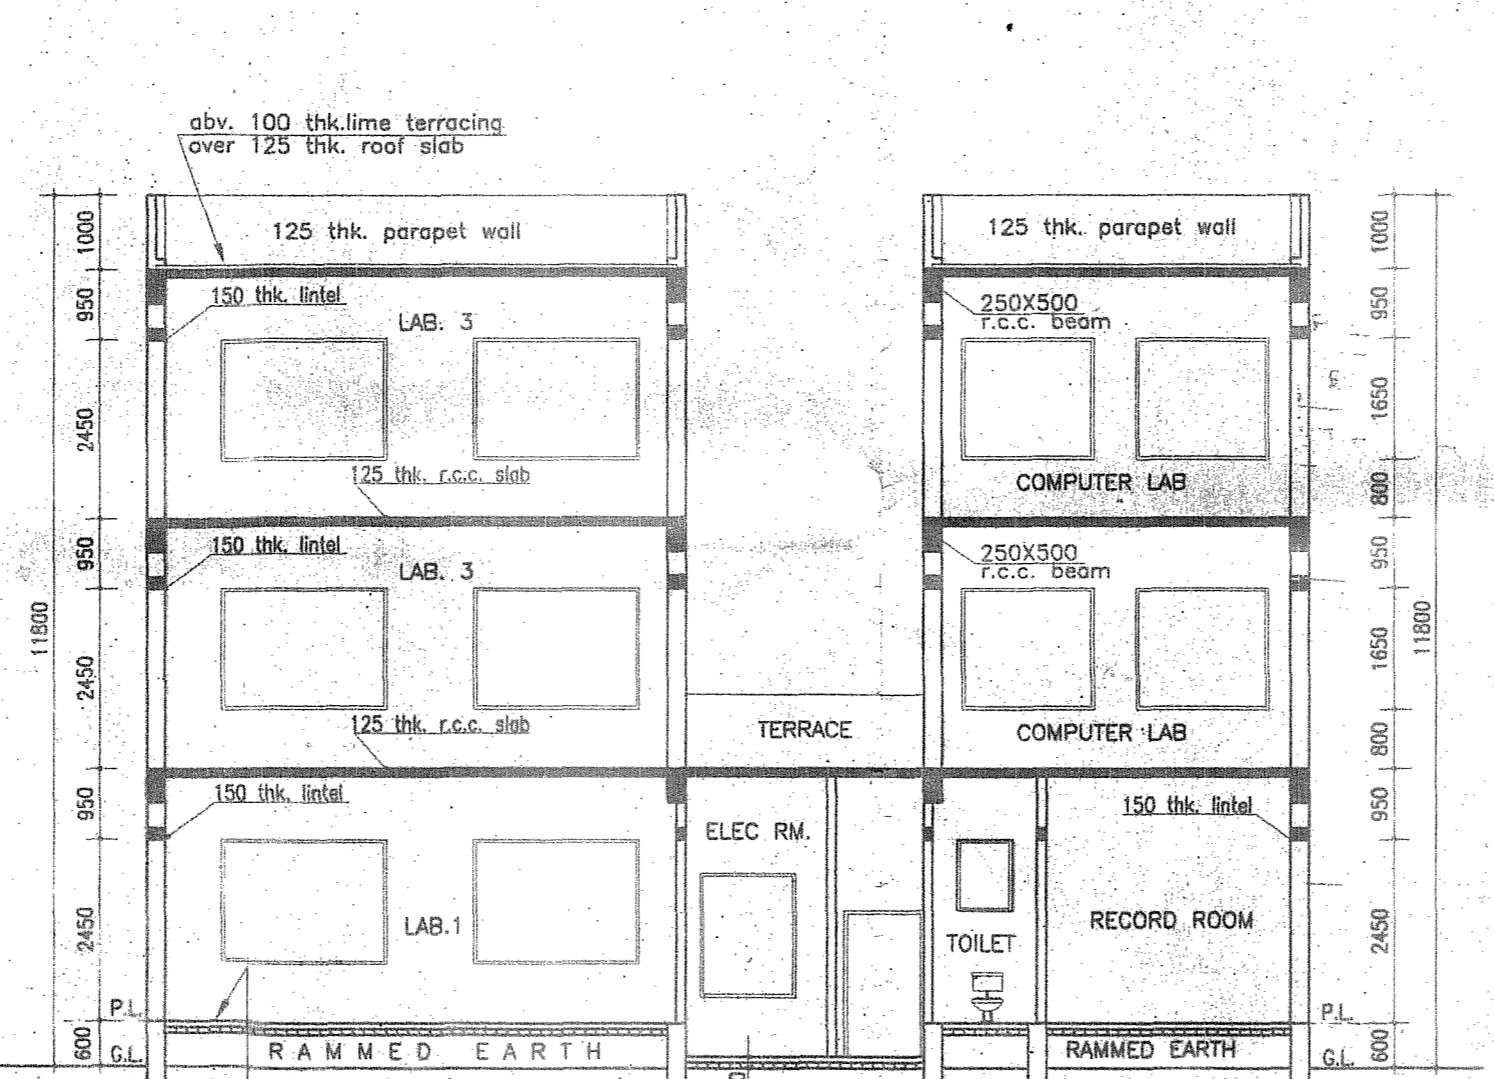 abv. 100 thk.lime terracing
over 125 thk. roof slab
125 thk. parapet wall
125 thk. parapet wall
1000
1000
950
150 thk. lintel
LAB. 3
250X500
r.c.c. beam
950
2450
1650
125 thk. r.c.c. slab
COMPUTER LAB
800
950
150 thk. lintel
LAB. 3
250X500
r.c.c. beam
950
11800
2450
1650
11800
125 thk. r.c.c. slab
TERRACE
COMPUTER LAB
800
950
150 thk. lintel
ELEC RM.
150 thk. lintel
950
2450
LAB.1
TOILET
RECORD ROOM
2450
P.L.
P.L.
600
G.L.
RAMMED EARTH
RAMMED EARTH
G.L.
600